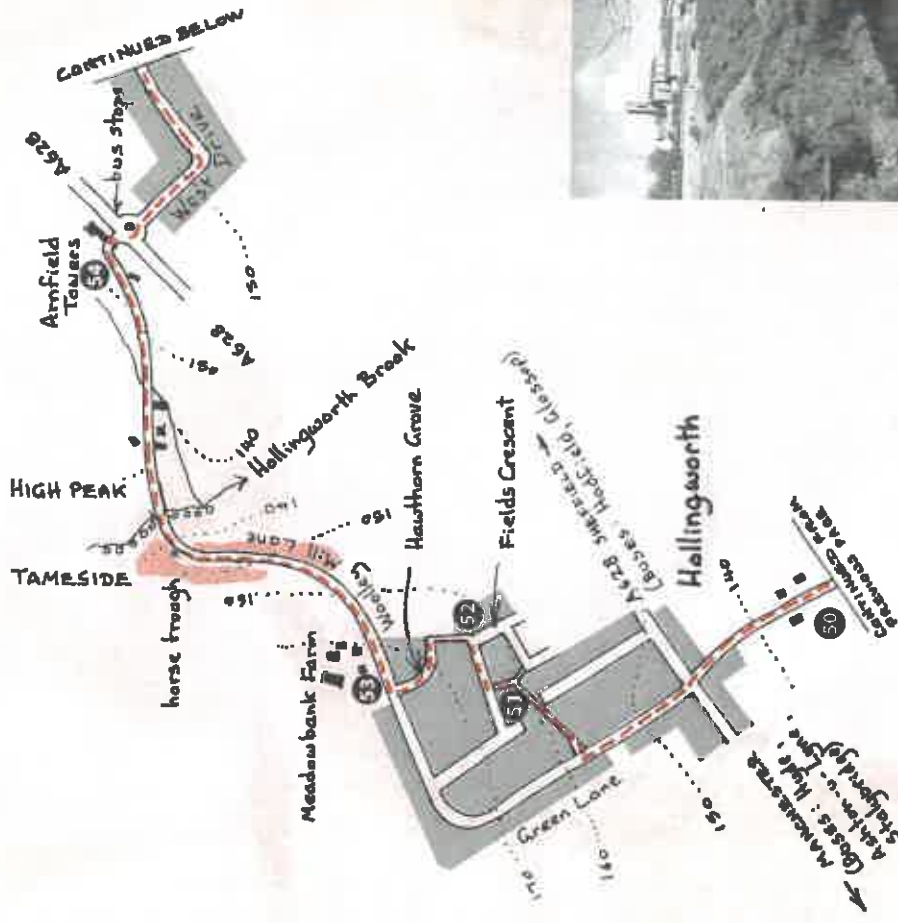 CONTINUED BELOW
A628
bus stops
West Drive
Arnfield
Towers
54
150
150
A628
Hollingworth Brook
140
HIGH PEAK
140
TAMESIDE
horse trough
150
Mill Lane
Woolley
160
Hawthorn Grove
Fields Crescent
Meadowbank Farm
53
52
51
A628 SHEFFIELD →
(BUSES: Hadfield, Glossop)
Hollingworth
140
50
CONTINUED FROM
PREVIOUS PAGE
Green Lane
170
160
150
MANCHESTER
(BUSES: Hyde,
Ashton-u-Lyne,
Stalybridge)